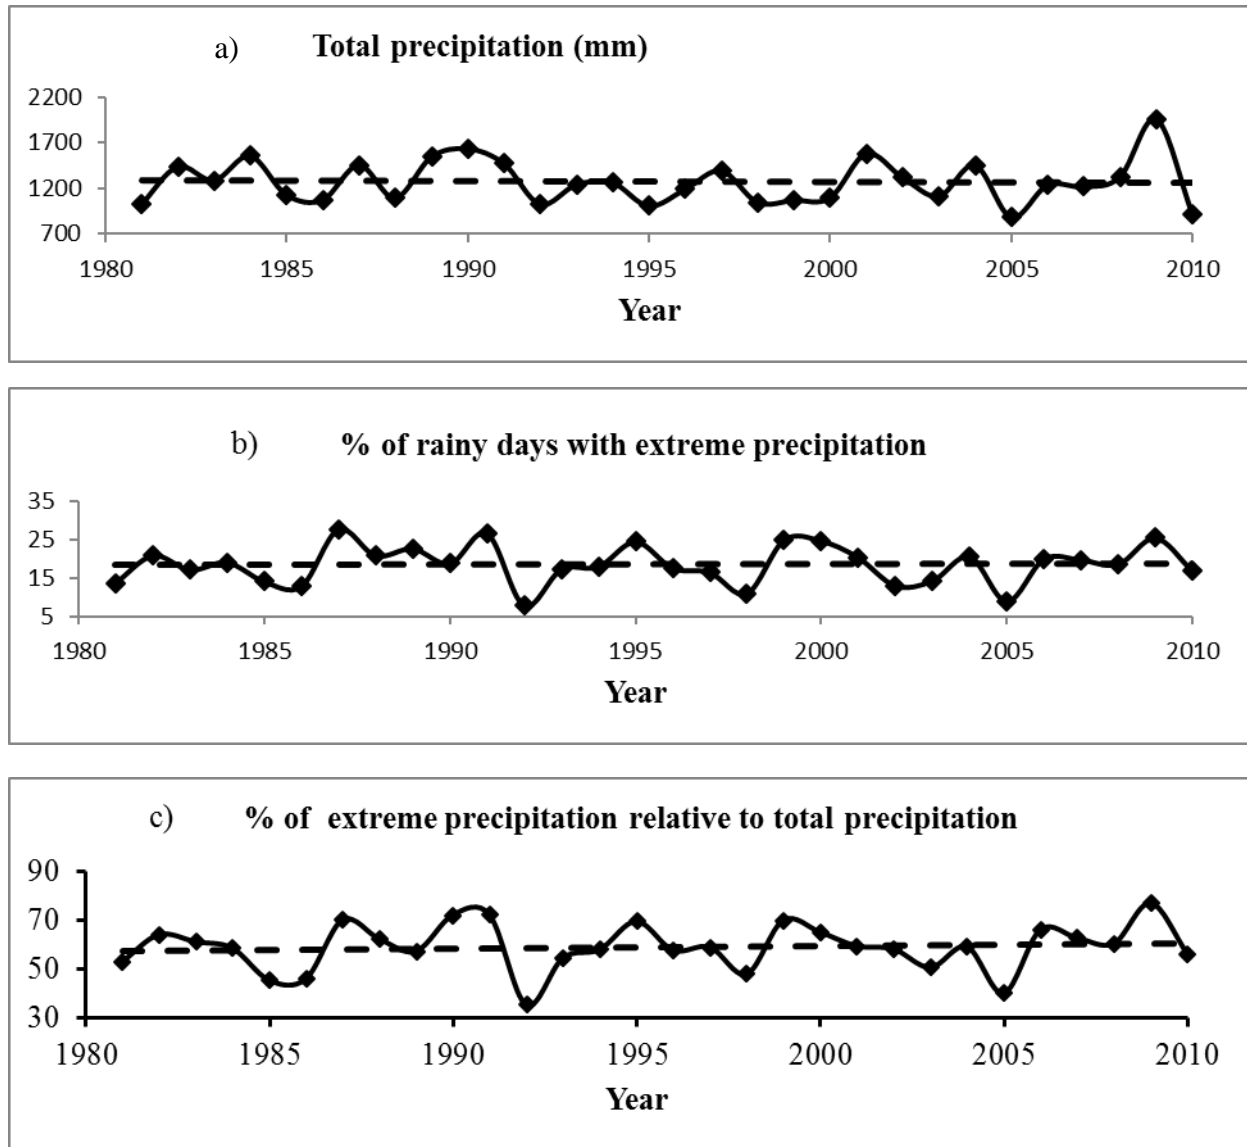 a) Total precipitation (mm)
2200
1700
1200
700
1980 1985 1990 1995 2000 2005 2010
Year
b) % of rainy days with extreme precipitation
35
25
15
5
1980 1985 1990 1995 2000 2005 2010
Year
c) % of extreme precipitation relative to total precipitation
90
70
50
30
1980 1985 1990 1995 2000 2005 2010
Year